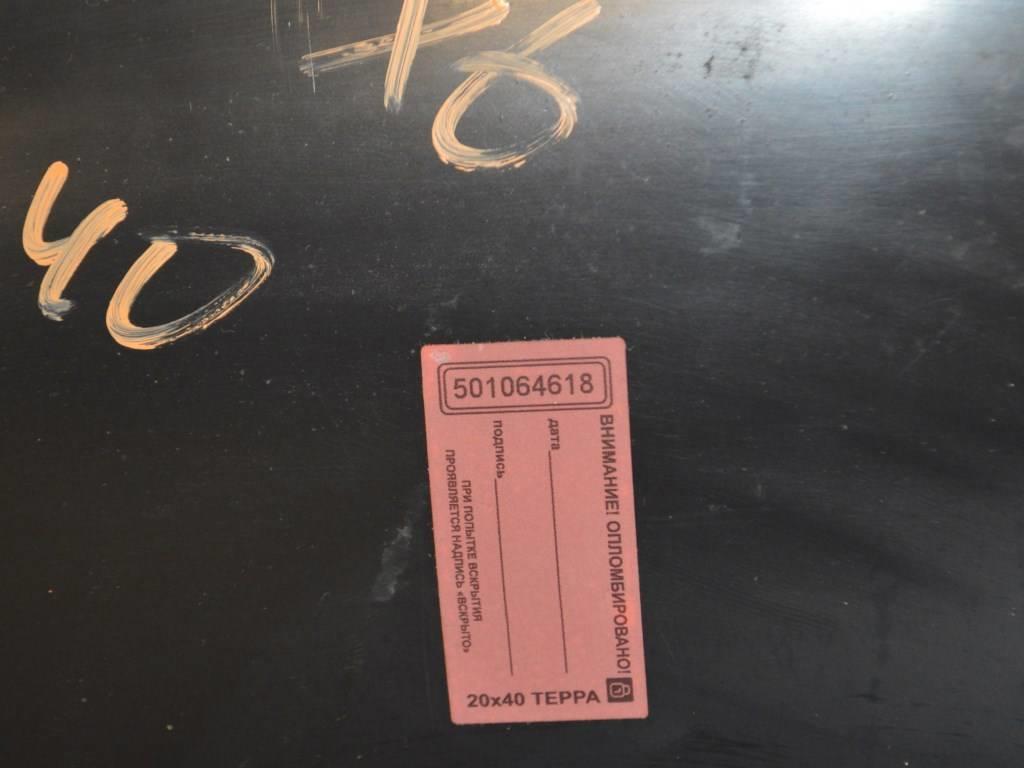 40
501064618
ВНИМАНИЕ! ОПЛОМБИРОВАНО!
дата
подпись
ПРИ ПОПЫТКЕ ВСКРЫТИЯ
ПРОЯВЛЯЕТСЯ НАДПИСЬ «ВСКРЫТО»
20x40 ТЕРРА